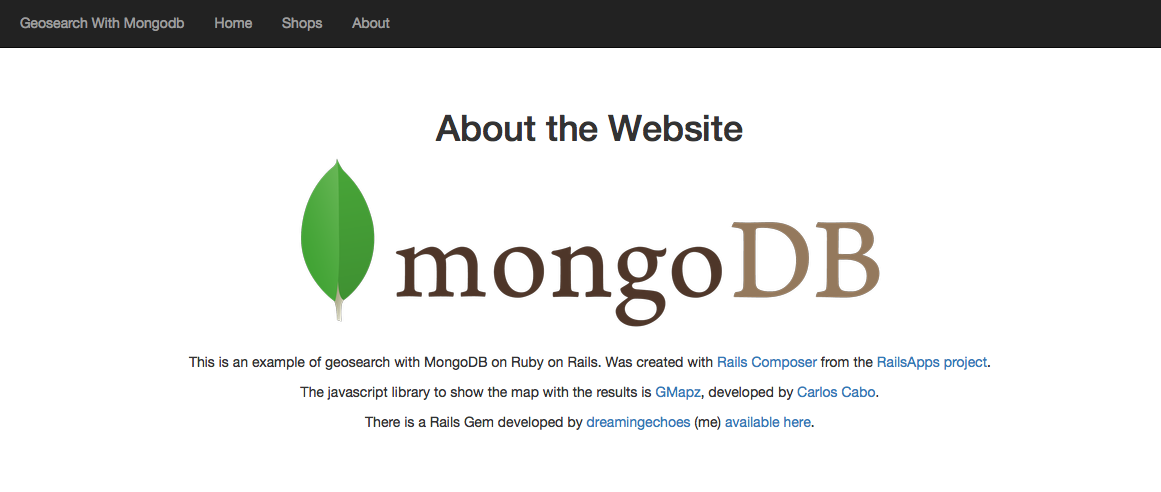 Geosearch With Mongodb Home Shops About
About the Website
mongoDB
This is an example of geosearch with MongoDB on Ruby on Rails. Was created with Rails Composer from the RailsApps project.
The javascript library to show the map with the results is GMapz, developed by Carlos Cabo.
There is a Rails Gem developed by dreamingechoes (me) available here.